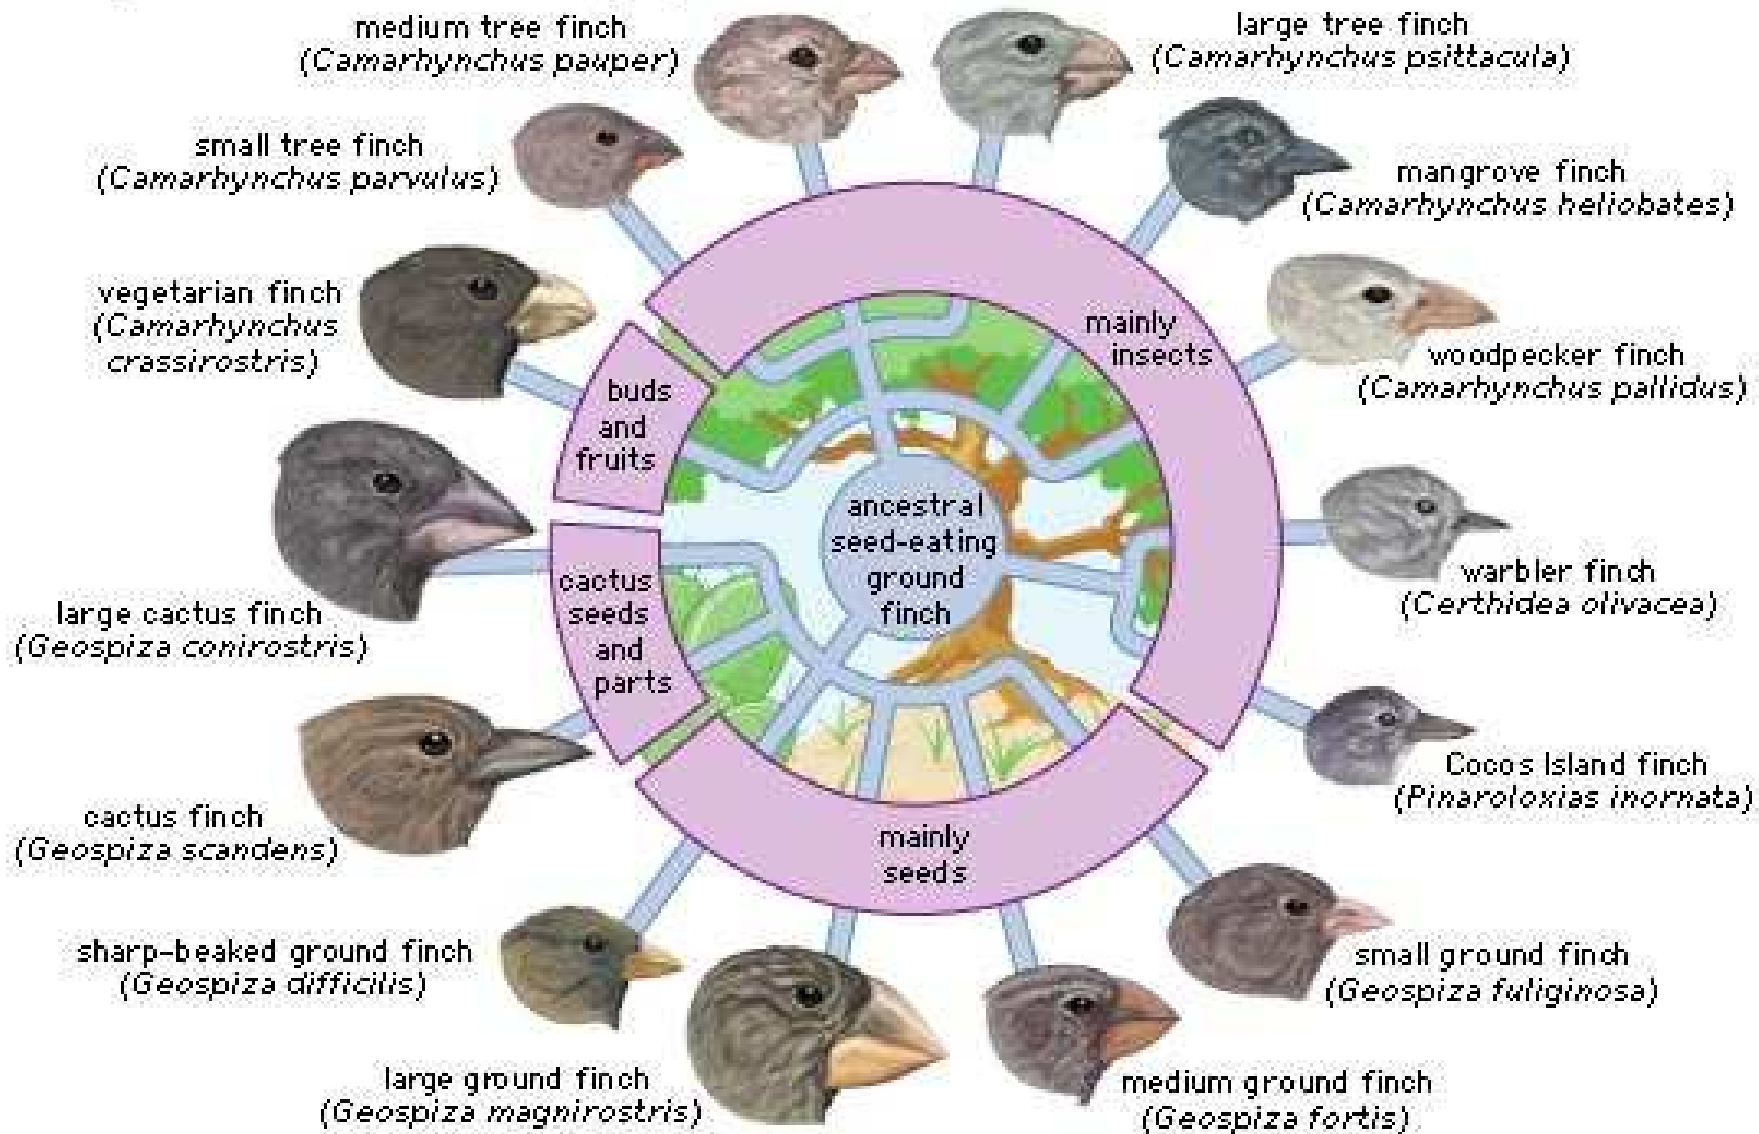 medium tree finch
(Camarhynchus pauper)
large tree finch
(Camarhynchus psittacula)
small tree finch
(Camarhynchus parvulus)
mangrove finch
(Camarhynchus heliobates)
vegetarian finch
(Camarhynchus
crassirostris)
woodpecker finch
(Camarhynchus pallidus)
mainly
insects
buds
and
fruits
ancestral
seed-eating
ground
finch
warbler finch
(Certhidea olivacea)
large cactus finch
(Geospiza conirostris)
cactus
seeds
and
parts
Cocos Island finch
(Pinaroloxias inornata)
cactus finch
(Geospiza scandens)
mainly
seeds
sharp-beaked ground finch
(Geospiza difficilis)
small ground finch
(Geospiza fuliginosa)
large ground finch
(Geospiza magnirostris)
medium ground finch
(Geospiza fortis)